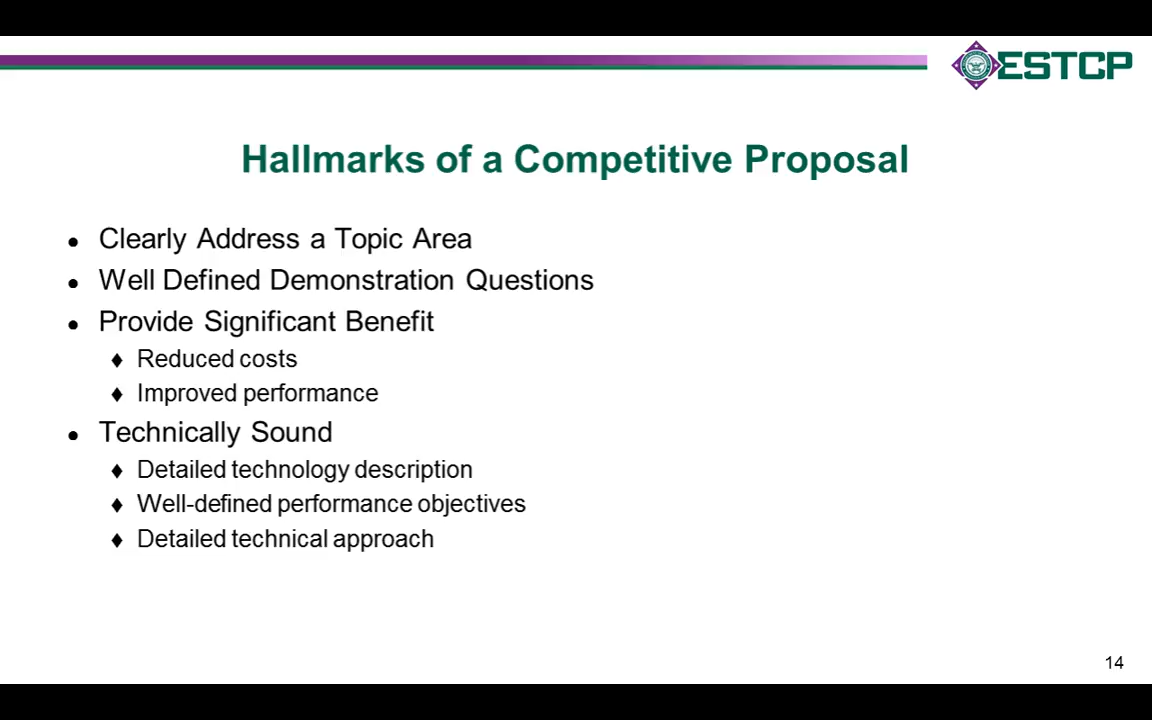 ESTCP
Hallmarks of a Competitive Proposal
● Clearly Address a Topic Area
● Well Defined Demonstration Questions
● Provide Significant Benefit
♦ Reduced costs
♦ Improved performance
● Technically Sound
♦ Detailed technology description
♦ Well-defined performance objectives
♦ Detailed technical approach
14